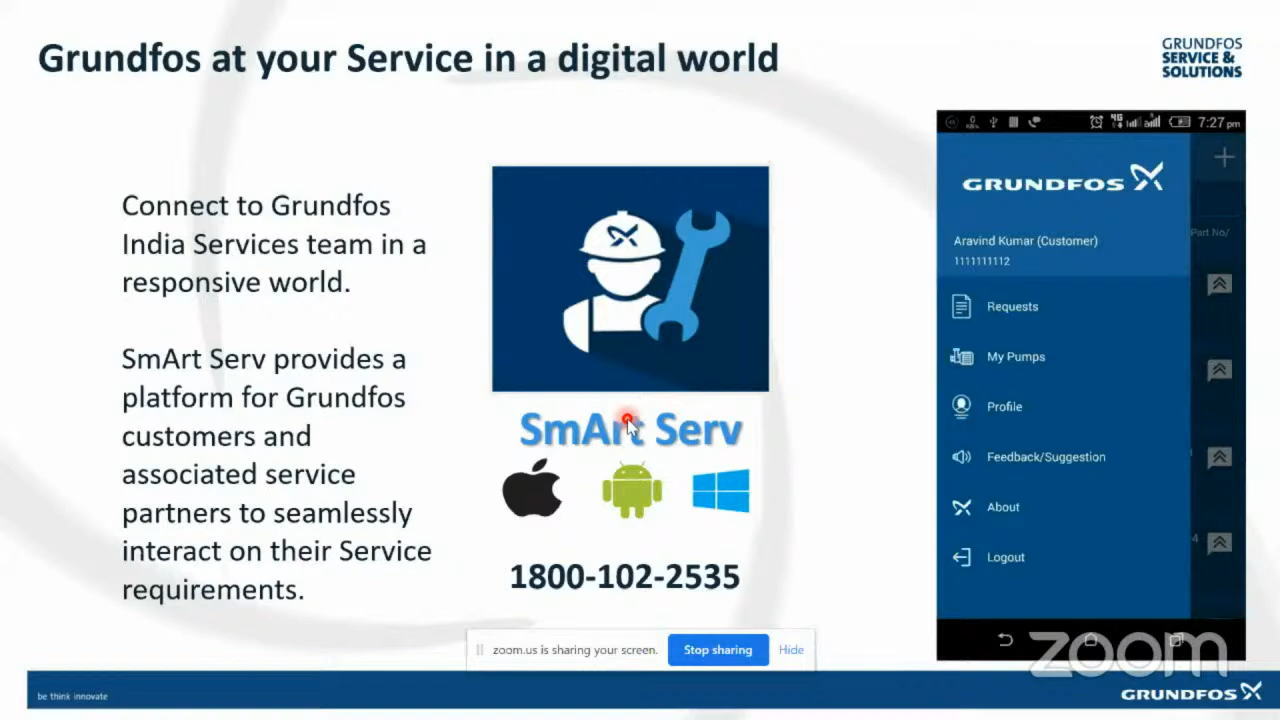 Grundfos at your Service in a digital world
GRUNDFOS
SERVICE &
SOLUTIONS
Connect to Grundfos
India Services team in a
responsive world.
SmArt Serv provides a
platform for Grundfos
customers and
associated service
partners to seamlessly
interact on their Service
requirements.
SmArt Serv
1800-102-2535
7:27 pm
GRUNDFOS
Aravind Kumar (Customer)
1111111112
Part No/
Requests
My Pumps
Profile
Feedback/Suggestion
About
Logout
zoom.us is sharing your screen.
Stop sharing
Hide
zoom
be think innovate
GRUNDFOS